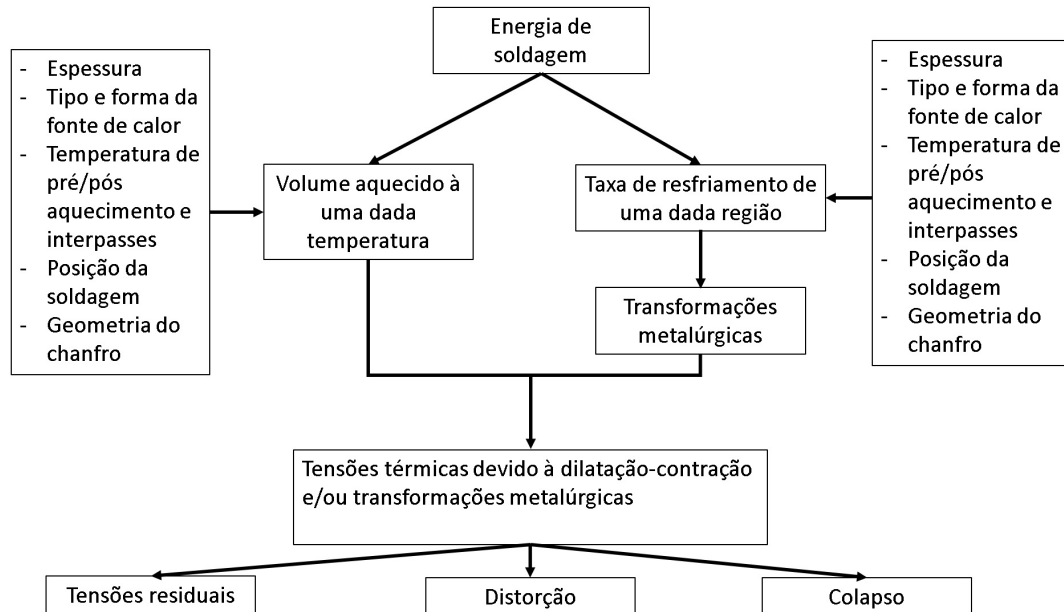 Energia de
soldagem
- Espessura
- Tipo e forma da
fonte de calor
- Temperatura de
pré/pós
aquecimento e
interpasses
- Posição da
soldagem
- Geometria do
chanfro
Volume aquecido à
uma dada
temperatura
Taxa de resfriamento de
uma dada região
- Espessura
- Tipo e forma da
fonte de calor
- Temperatura de
pré/pós
aquecimento e
interpasses
- Posição da
soldagem
- Geometria do
chanfro
Transformações
metalúrgicas
Tensões térmicas devido à dilatação-contração
e/ou transformações metalúrgicas
Tensões residuais
Distorção
Colapso